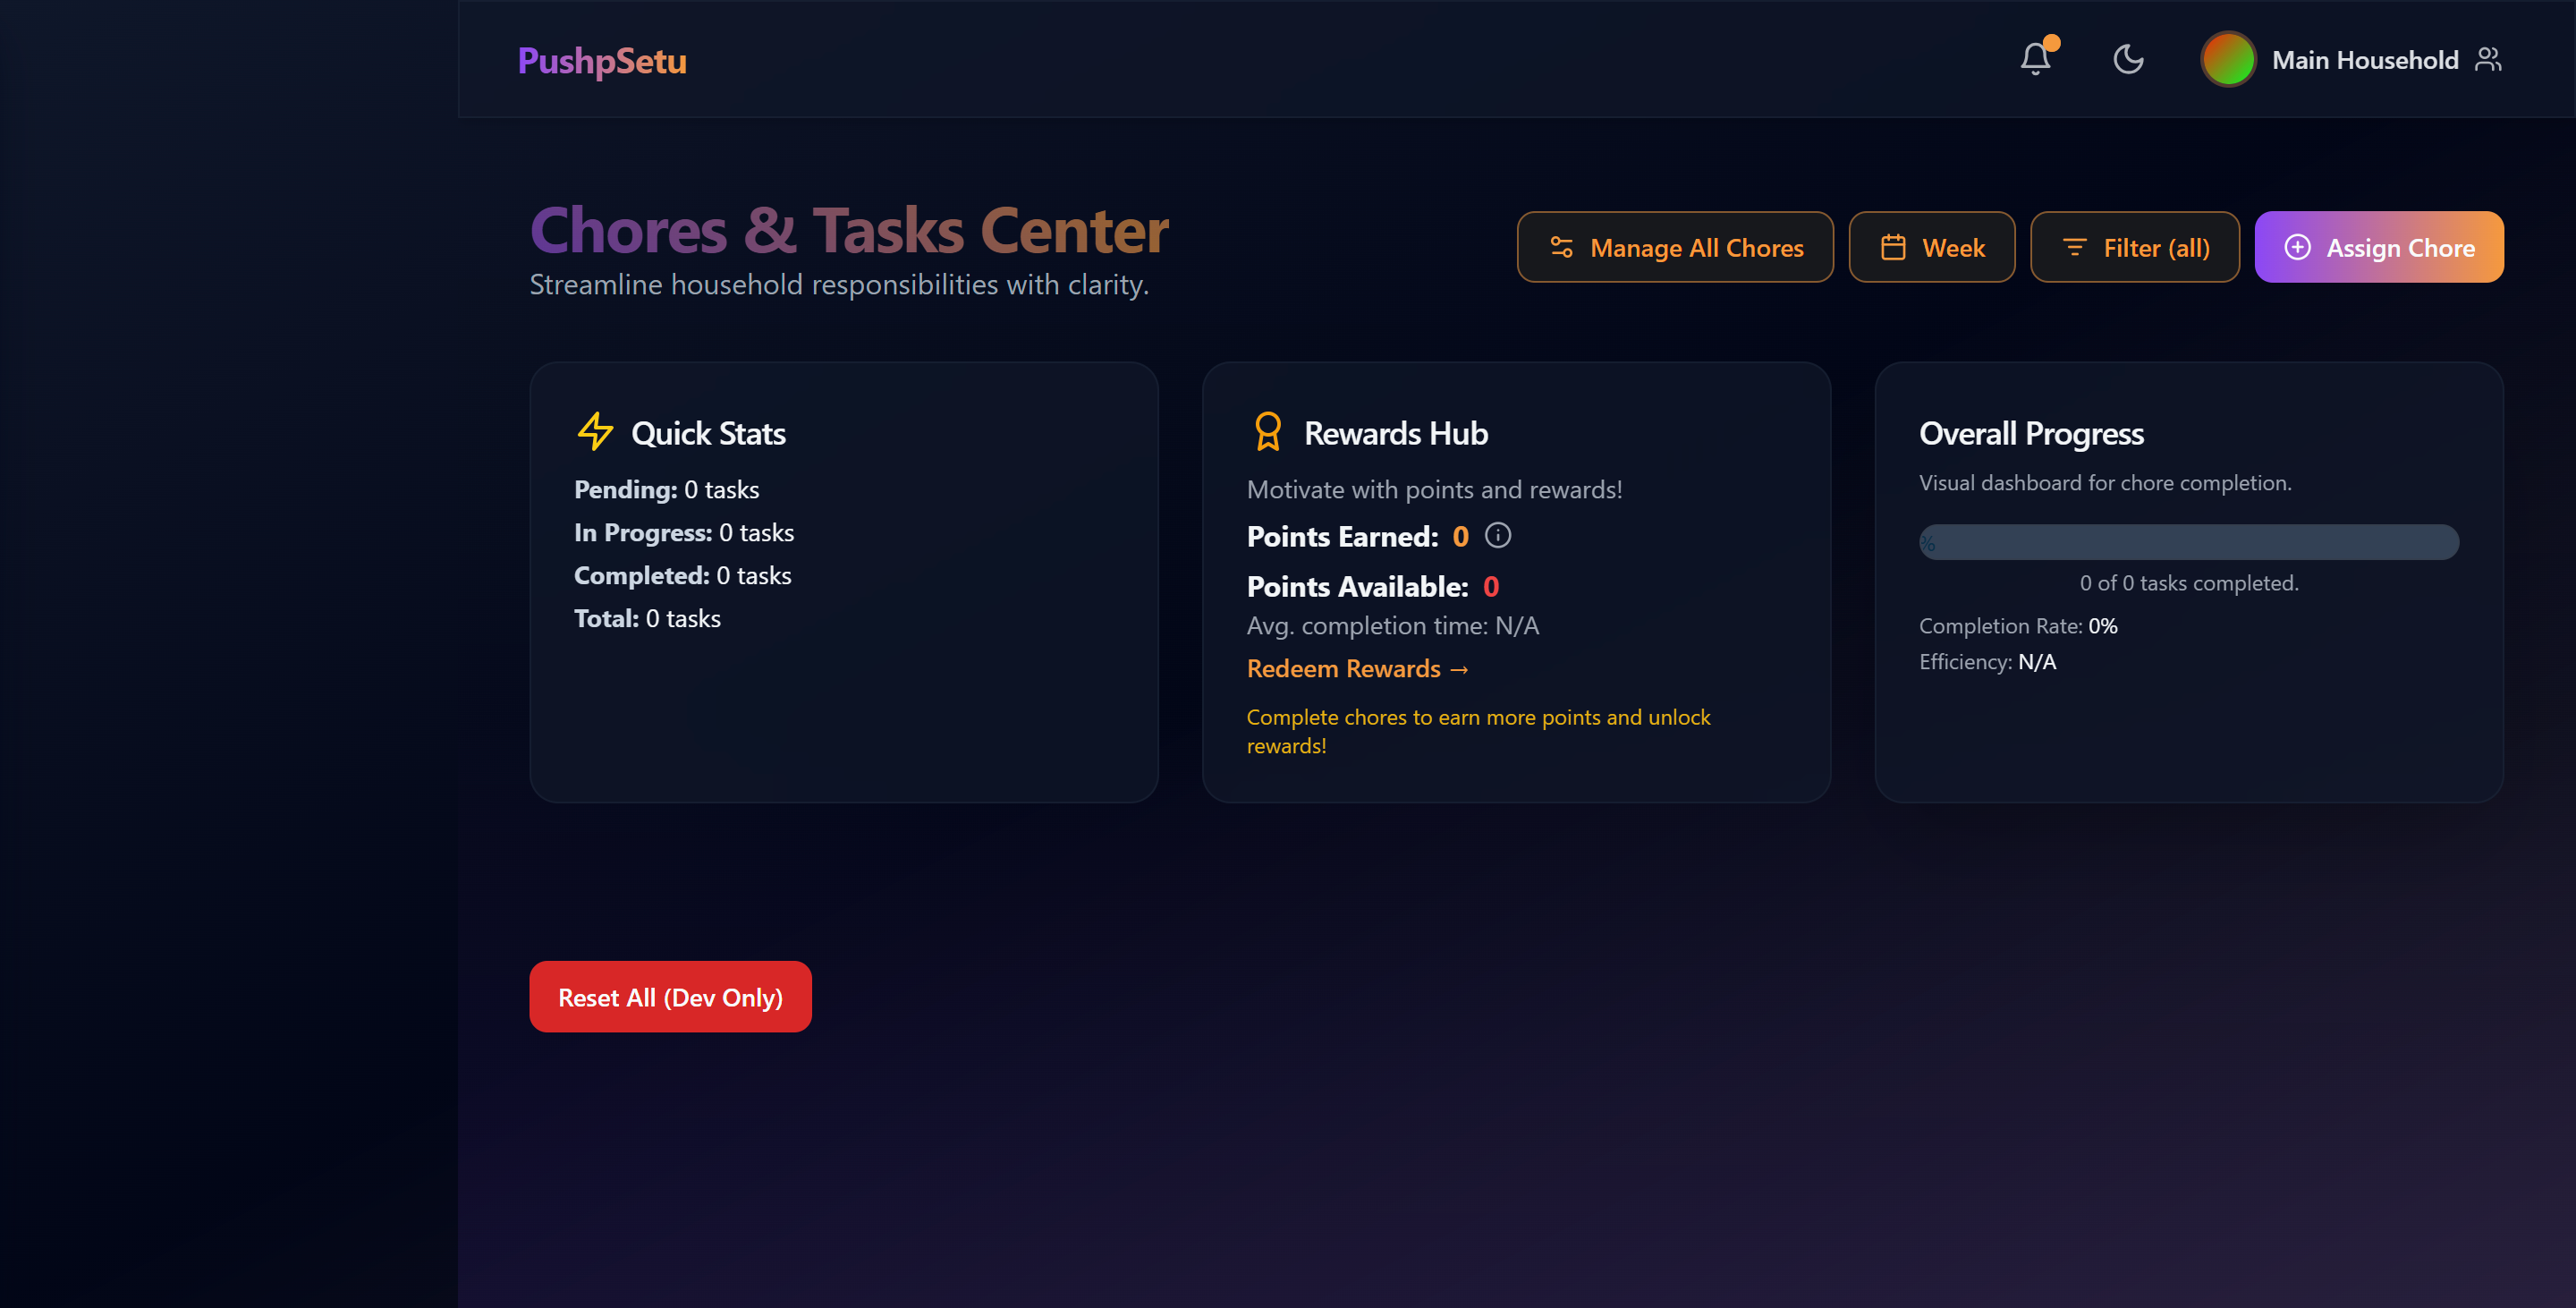 PushpSetu
Main Household
Chores & Tasks Center
Streamline household responsibilities with clarity.
Manage All Chores
Week
Filter (all)
Assign Chore
Quick Stats
Pending: 0 tasks
In Progress: 0 tasks
Completed: 0 tasks
Total: 0 tasks
Rewards Hub
Motivate with points and rewards!
Points Earned: 0
Points Available: 0
Avg. completion time: N/A
Redeem Rewards →
Complete chores to earn more points and unlock
rewards!
Overall Progress
Visual dashboard for chore completion.
%
0 of 0 tasks completed.
Completion Rate: 0%
Efficiency: N/A
Reset All (Dev Only)